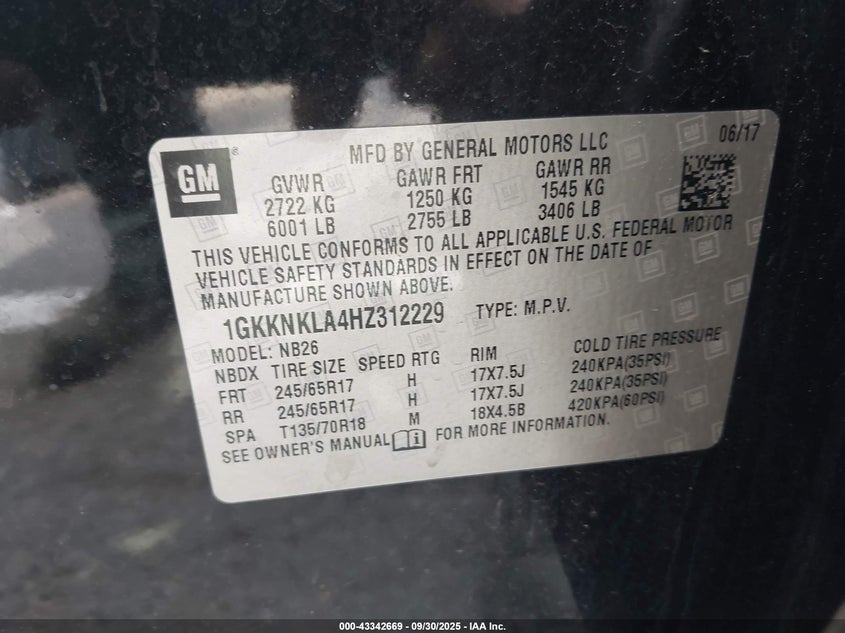 GM ®
MFD BY GENERAL MOTORS LLC
06/17
GVWR GAWR FRT GAWR RR
2722 KG 1250 KG 1545 KG
6001 LB 2755 LB 3406 LB
THIS VEHICLE CONFORMS TO ALL APPLICABLE U.S. FEDERAL MOTOR
VEHICLE SAFETY STANDARDS IN EFFECT ON THE DATE OF
MANUFACTURE SHOWN ABOVE.
1GKKNKLA4HZ312229 TYPE: M.P.V.
MODEL: NB26
NBDX TIRE SIZE SPEED RTG RIM COLD TIRE PRESSURE
FRT 245/65R17 H 17X7.5J 240KPA(35PSI)
RR 245/65R17 H 17X7.5J 240KPA(35PSI)
SPA T135/70R18 M 18X4.5B 420KPA(60PSI)
SEE OWNER'S MANUAL FOR MORE INFORMATION.
000-43342669 - 09/30/2025 - IAA Inc.